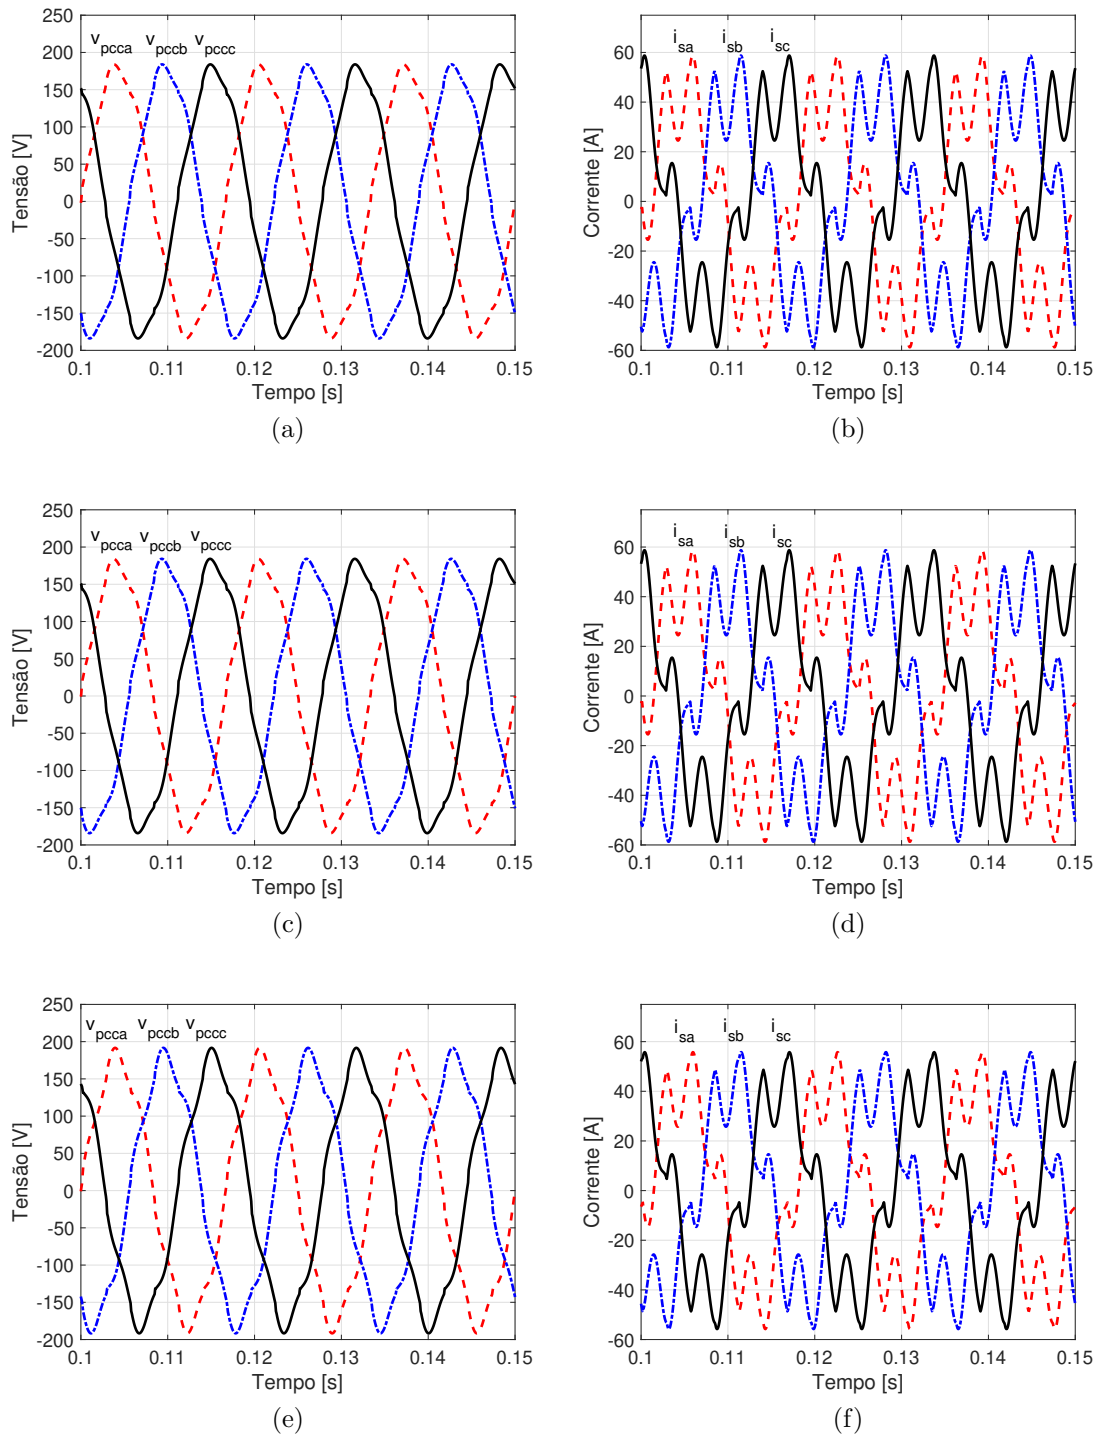 250
200
150
100
50
0
-50
-100
-150
-200
Tensão [V]
v_pcca v_pccb v_pccc
0.1 0.11 0.12 0.13 0.14 0.15
Tempo [s]
(a)
60
40
20
0
-20
-40
-60
Corrente [A]
i_sa i_sb i_sc
0.1 0.11 0.12 0.13 0.14 0.15
Tempo [s]
(b)
250
200
150
100
50
0
-50
-100
-150
-200
Tensão [V]
v_pcca v_pccb v_pccc
0.1 0.11 0.12 0.13 0.14 0.15
Tempo [s]
(c)
60
40
20
0
-20
-40
-60
Corrente [A]
i_sa i_sb i_sc
0.1 0.11 0.12 0.13 0.14 0.15
Tempo [s]
(d)
250
200
150
100
50
0
-50
-100
-150
-200
Tensão [V]
v_pcca v_pccb v_pccc
0.1 0.11 0.12 0.13 0.14 0.15
Tempo [s]
(e)
60
40
20
0
-20
-40
-60
Corrente [A]
i_sa i_sb i_sc
0.1 0.11 0.12 0.13 0.14 0.15
Tempo [s]
(f)